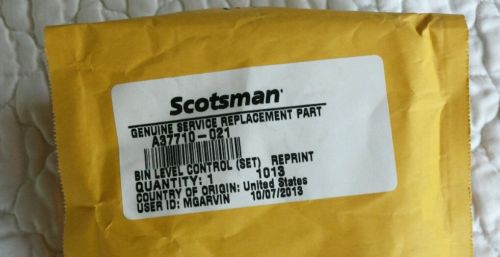 Scotsman
GENUINE SERVICE REPLACEMENT PART
A37710-021
BIN LEVEL CONTROL (SET) REPRINT
QUANTITY: 1 1013
COUNTRY OF ORIGIN: United States
USER ID: MGARVIN 10/07/2013